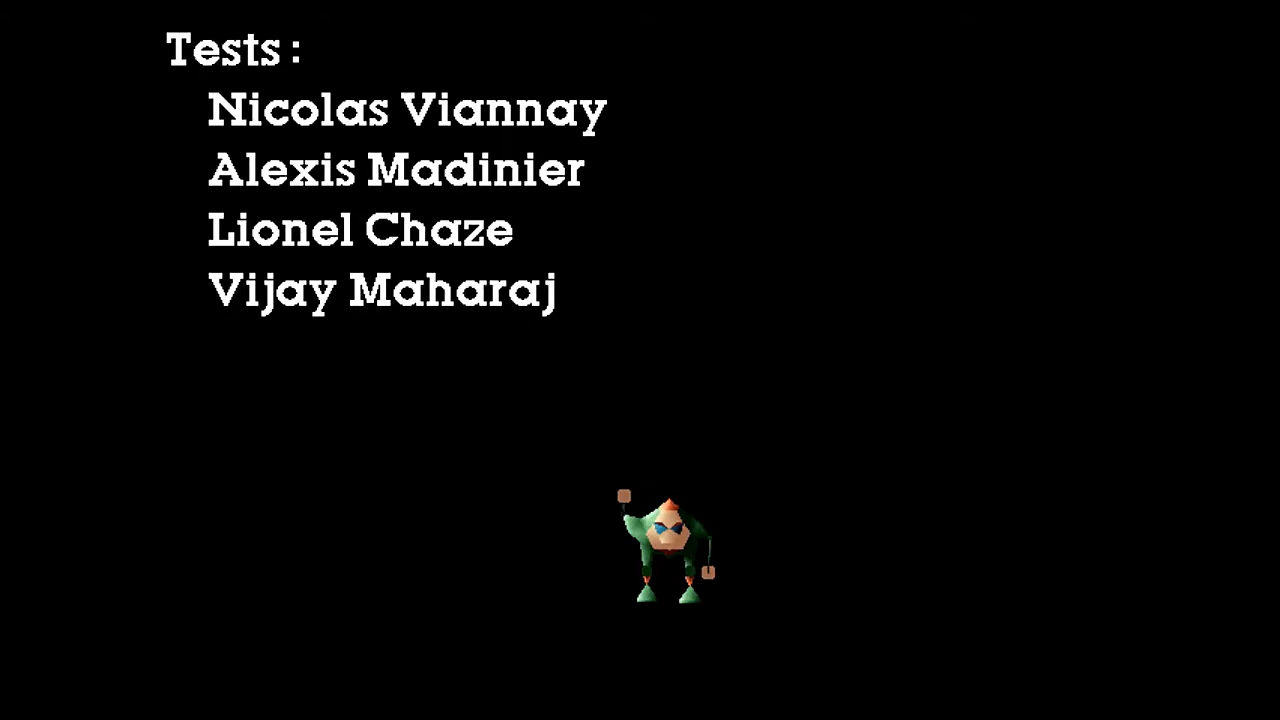 Tests:
Nicolas Viannay
Alexis Madinier
Lionel Chaze
Vijay Maharaj